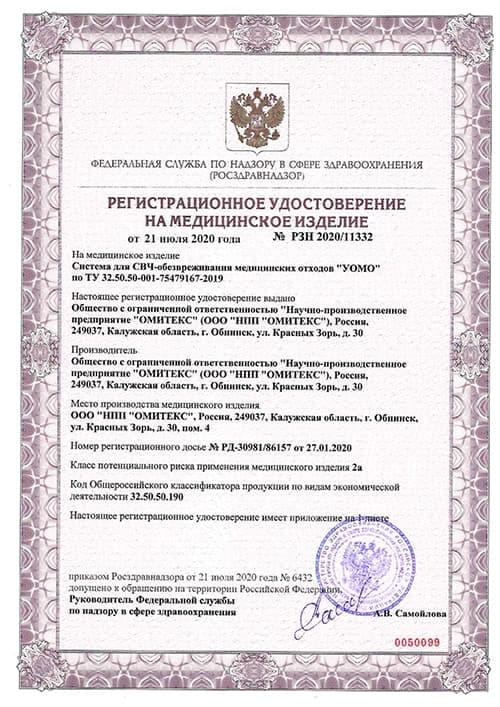 ФЕДЕРАЛЬНАЯ СЛУЖБА ПО НАДЗОРУ В СФЕРЕ ЗДРАВООХРАНЕНИЯ
(РОСЗДРАВНАДЗОР)
РЕГИСТРАЦИОННОЕ УДОСТОВЕРЕНИЕ
НА МЕДИЦИНСКОЕ ИЗДЕЛИЕ
от 21 июля 2020 года № РЗН 2020/11332
На медицинское изделие
Система для СВЧ-обезвреживания медицинских отходов "УОМО"
по ТУ 32.50.50-001-75479167-2019
Настоящее регистрационное удостоверение выдано
Общество с ограниченной ответственностью "Научно-производственное
предприятие "ОМИТЕКС" (ООО "НПП "ОМИТЕКС"), Россия,
249037, Калужская область, г. Обнинск, ул. Красных Зорь, д. 30
Производитель
Общество с ограниченной ответственностью "Научно-производственное
предприятие "ОМИТЕКС" (ООО "НПП "ОМИТЕКС"), Россия,
249037, Калужская область, г. Обнинск, ул. Красных Зорь, д. 30
Место производства медицинского изделия
ООО "НПП "ОМИТЕКС", Россия, 249037, Калужская область, г. Обнинск,
ул. Красных Зорь, д. 30, пом. 4
Номер регистрационного досье № РД-30981/86157 от 27.01.2020
Класс потенциального риска применения медицинского изделия 2а
Код Общероссийского классификатора продукции по видам экономической
деятельности 32.50.50.190
Настоящее регистрационное удостоверение имеет приложение на 1 листе
приказом Росздравнадзора от 21 июля 2020 года № 6432
допущено к обращению на территории Российской Федерации.
Руководитель Федеральной службы
по надзору в сфере здравоохранения
А.В. Самойлова
0050099